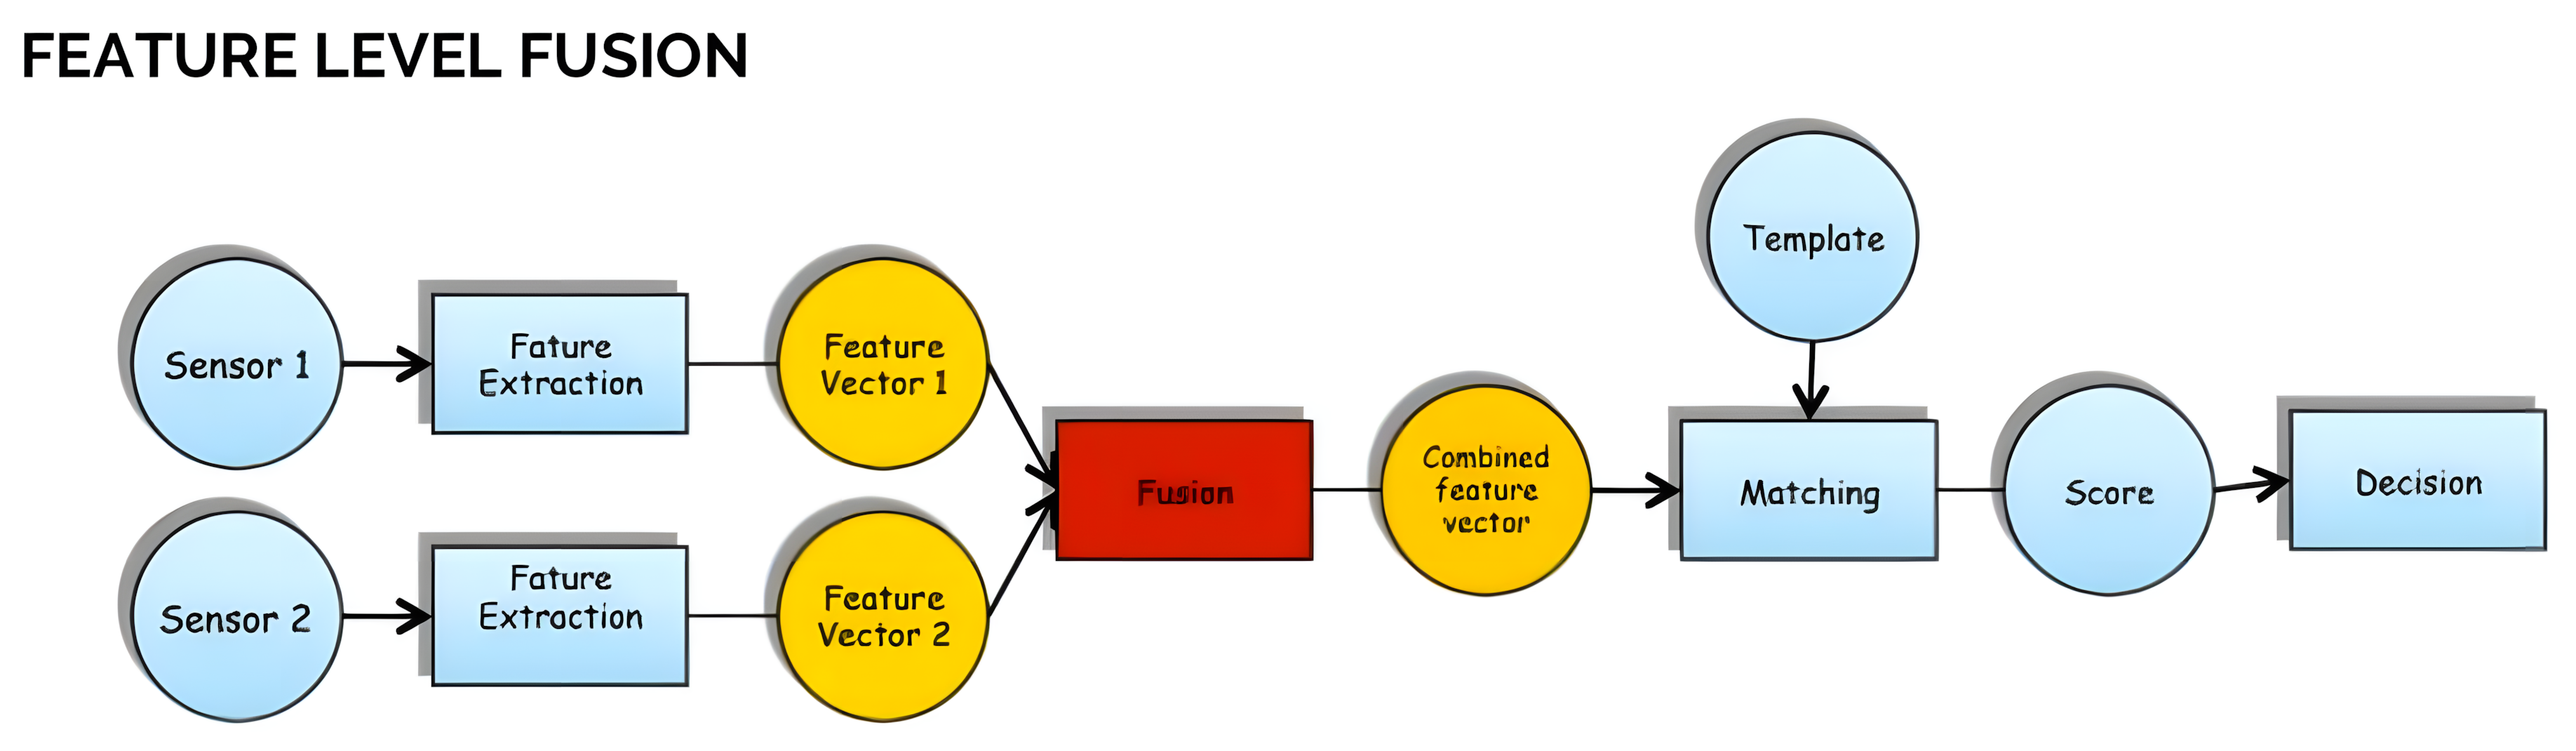 FEATURE LEVEL FUSION
Template
Sensor 1
Fature
Extraction
Feature
Vector 1
Sensor 2
Fature
Extraction
Feature
Vector 2
Fusion
Combined
feature
vector
Matching
Score
Decision